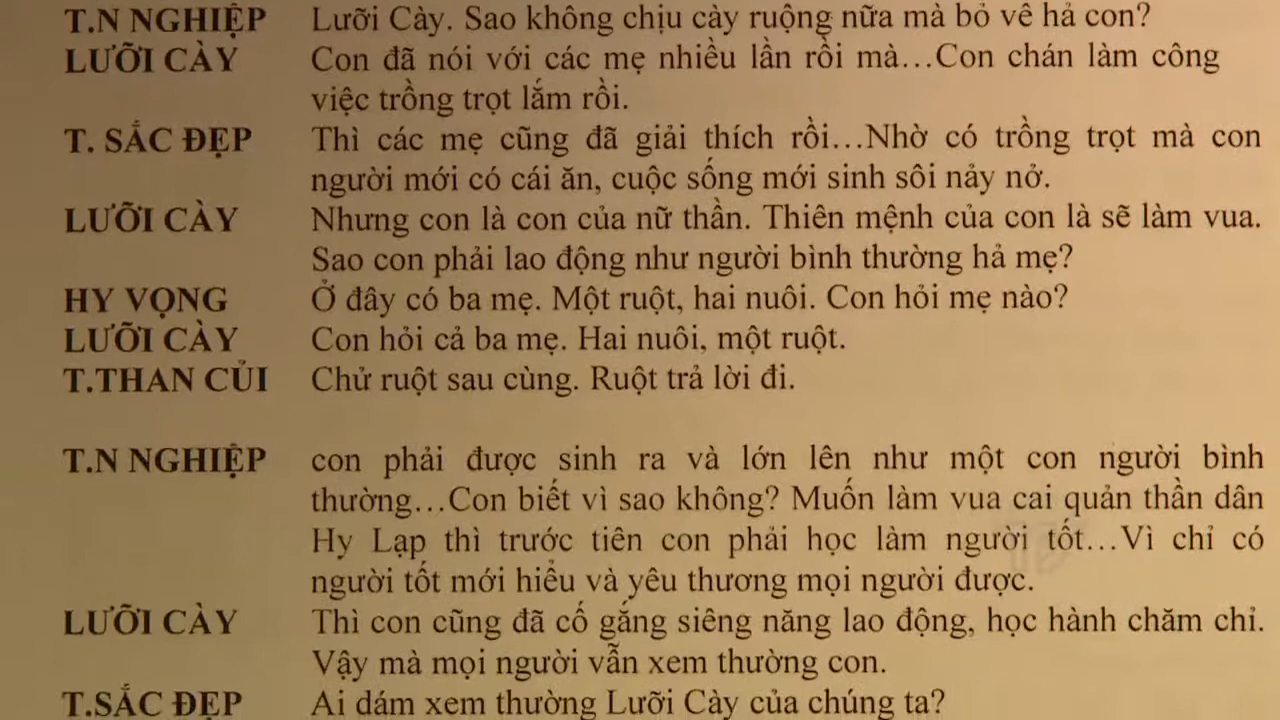 T.N NGHIỆP Lưỡi Cày. Sao không chịu cày ruộng nữa mà bỏ về hả con?
LƯỠI CÀY Con đã nói với các mẹ nhiều lần rồi mà...Con chán làm công
việc trồng trọt lắm rồi.
T. SẮC ĐẸP Thì các mẹ cũng đã giải thích rồi...Nhờ có trồng trọt mà con
người mới có cái ăn, cuộc sống mới sinh sôi nảy nở.
LƯỠI CÀY Nhưng con là con của nữ thần. Thiên mệnh của con là sẽ làm vua.
Sao con phải lao động như người bình thường hả mẹ?
HY VỌNG Ở đây có ba mẹ. Một ruột, hai nuôi. Con hỏi mẹ nào?
LƯỠI CÀY Con hỏi cả ba mẹ. Hai nuôi, một ruột.
T.THAN CỦI Chử ruột sau cùng. Ruột trả lời đi.
T.N NGHIỆP con phải được sinh ra và lớn lên như một con người bình
thường...Con biết vì sao không? Muốn làm vua cai quản thần dân
Hy Lạp thì trước tiên con phải học làm người tốt...Vì chỉ có
người tốt mới hiểu và yêu thương mọi người được.
LƯỠI CÀY Thì con cũng đã cố gắng siêng năng lao động, học hành chăm chỉ.
Vậy mà mọi người vẫn xem thường con.
T.SẮC ĐẸP Ai dám xem thường Lưỡi Cày của chúng ta?